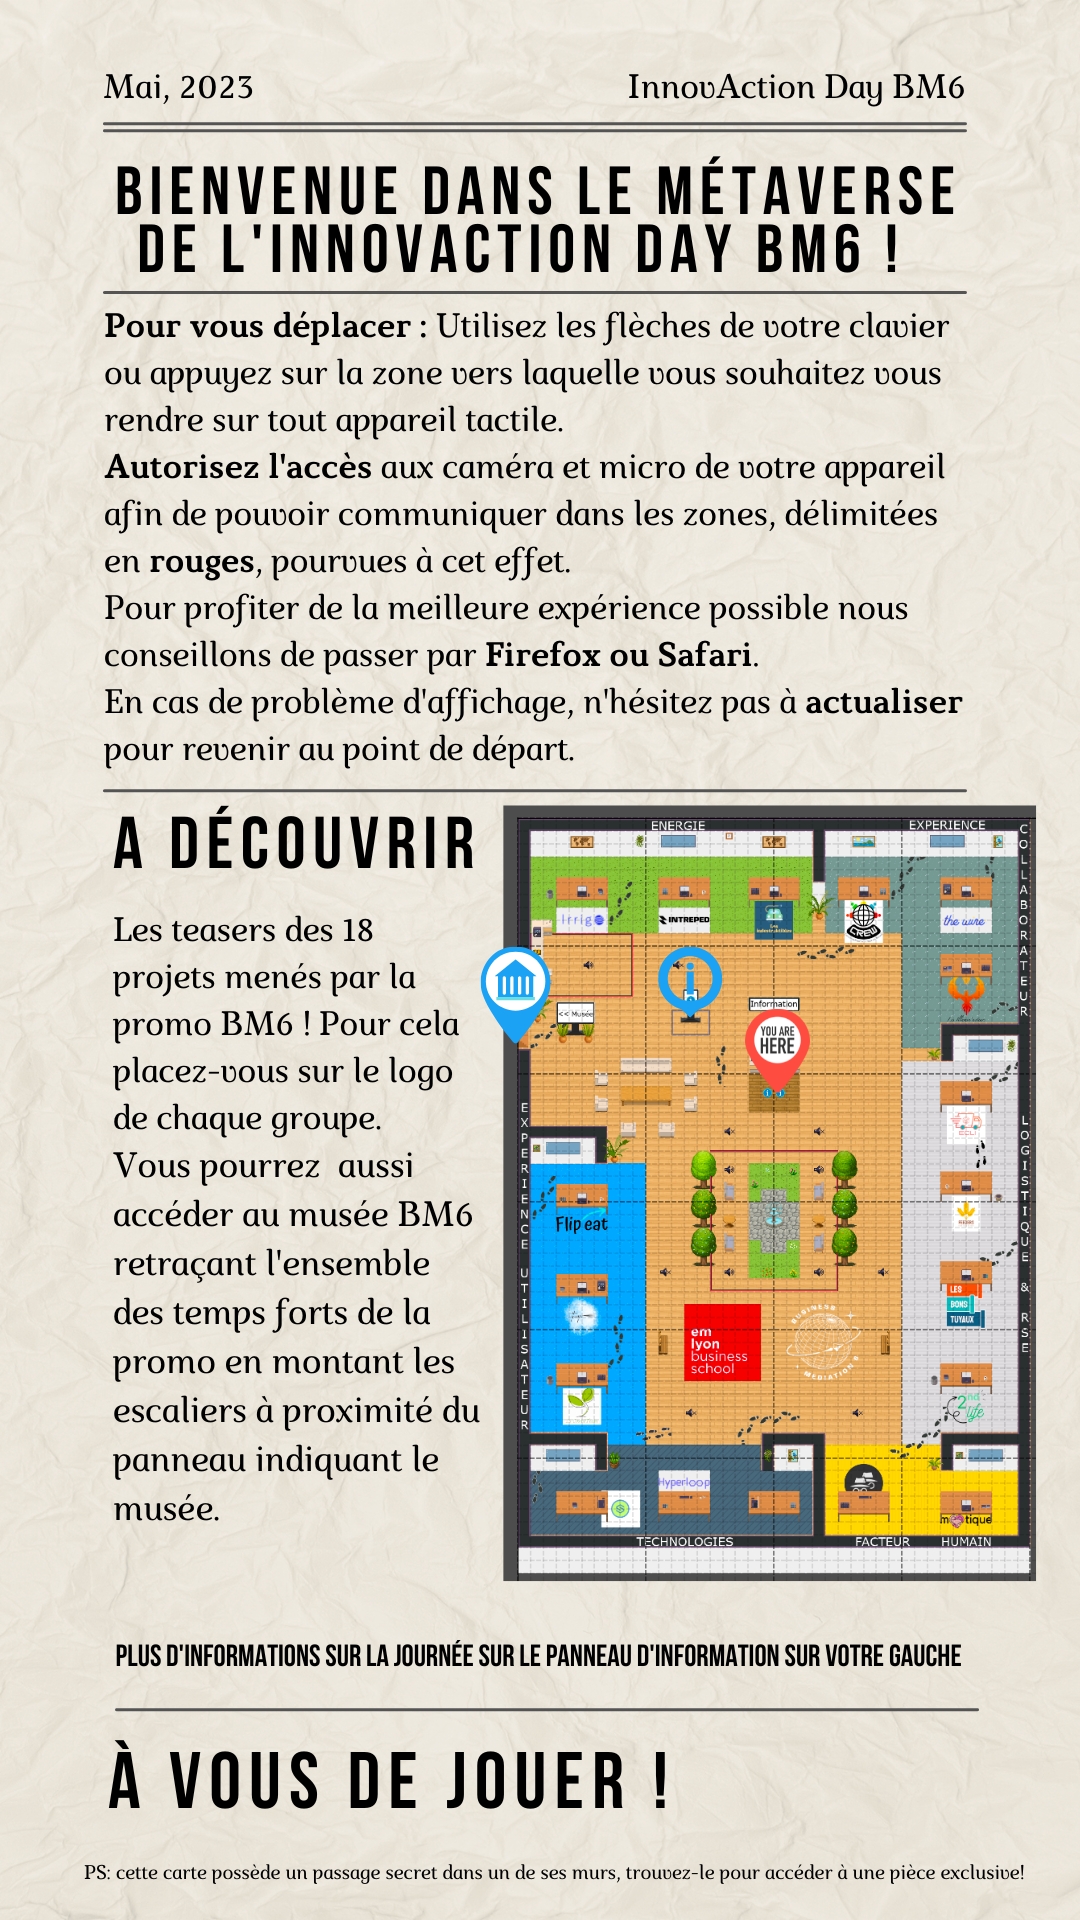 Mai, 2023
InnovAction Day BM6
BIENVENUE DANS LE MÉTAVERSE
DE L'INNOVACTION DAY BM6 !
Pour vous déplacer : Utilisez les flèches de votre clavier
ou appuyez sur la zone vers laquelle vous souhaitez vous
rendre sur tout appareil tactile.
Autorisez l'accès aux caméra et micro de votre appareil
afin de pouvoir communiquer dans les zones, délimitées
en rouges, pourvues à cet effet.
Pour profiter de la meilleure expérience possible nous
conseillons de passer par Firefox ou Safari.
En cas de problème d'affichage, n'hésitez pas à actualiser
pour revenir au point de départ.
A DÉCOUVRIR
Les teasers des 18
projets menés par la
promo BM6 ! Pour cela
placez-vous sur le logo
de chaque groupe.
Vous pourrez  aussi
accéder au musée BM6
retraçant l'ensemble
des temps forts de la
promo en montant les
escaliers à proximité du
panneau indiquant le
musée.
ENERGIE
EXPERIENCE
COLLABORATEUR
Irrigo
INTREPED
CREW
the wire
<< Musée
Information
YOU ARE
HERE
EXPERIENCE UTILISATEUR
LOGISTIQUE & RSE
Flip eat
LES
BONS
TUYAUX
em
lyon
business
school
BUSINESS
MEDIATION
2nd
life
Hyperloop
TECHNOLOGIES
FACTEUR HUMAIN
PLUS D'INFORMATIONS SUR LA JOURNÉE SUR LE PANNEAU D'INFORMATION SUR VOTRE GAUCHE
À VOUS DE JOUER !
PS: cette carte possède un passage secret dans un de ses murs, trouvez-le pour accéder à une pièce exclusive!